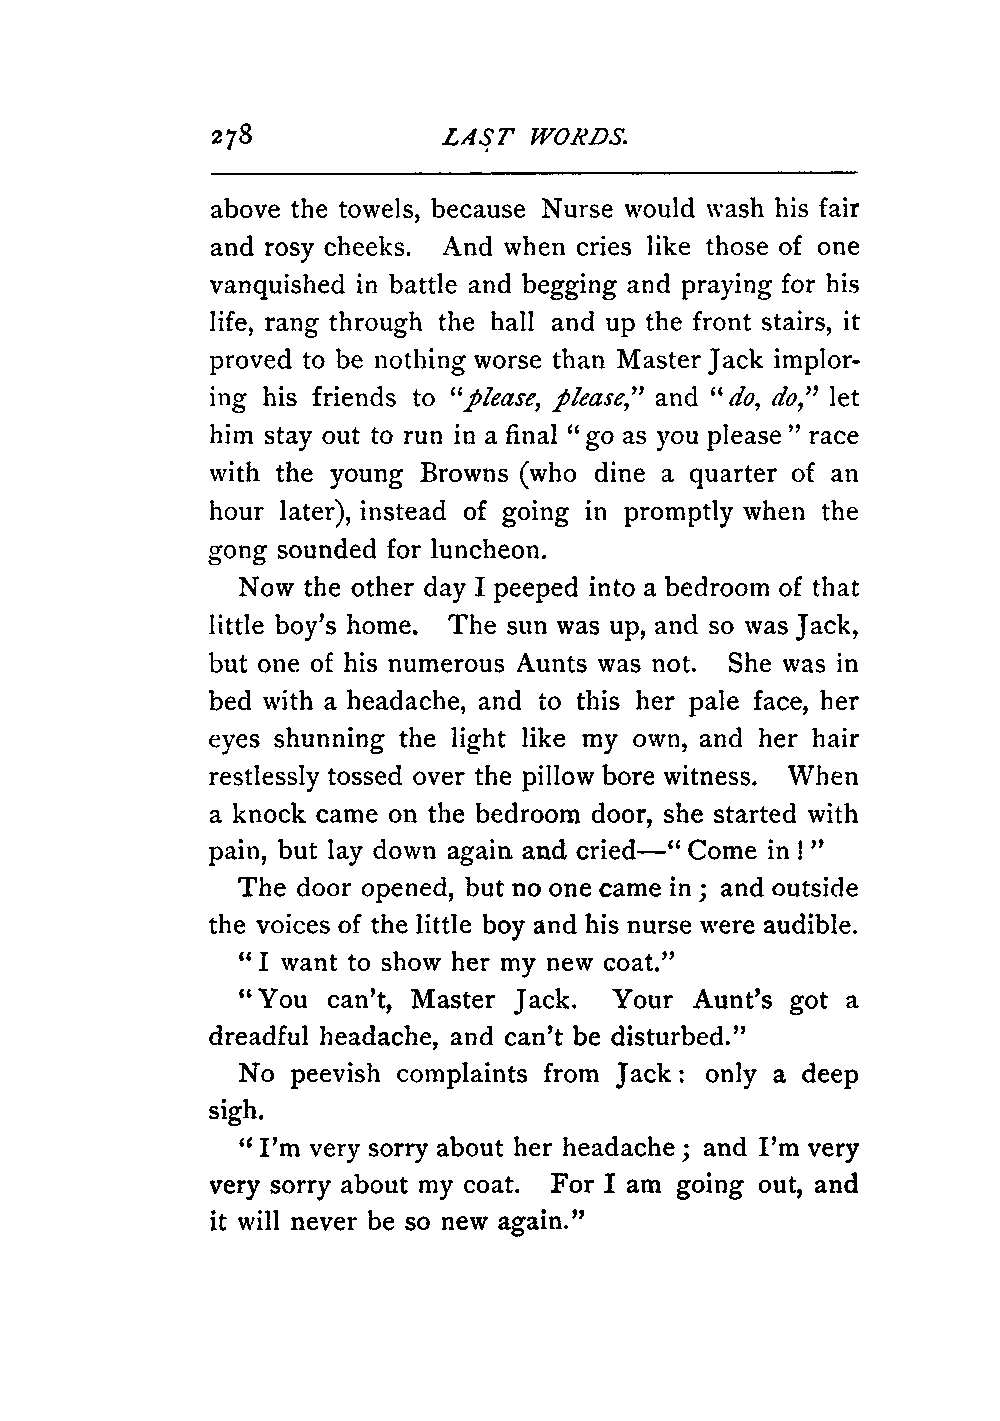 278 LAST WORDS.
above the towels, because Nurse would wash his fair
and rosy cheeks. And when cries like those of one
vanquished in battle and begging and praying for his
life, rang through the hall and up the front stairs, it
proved to be nothing worse than Master Jack implor-
ing his friends to "please, please," and "do, do," let
him stay out to run in a final "go as you please" race
with the young Browns (who dine a quarter of an
hour later), instead of going in promptly when the
gong sounded for luncheon.
Now the other day I peeped into a bedroom of that
little boy's home. The sun was up, and so was Jack,
but one of his numerous Aunts was not. She was in
bed with a headache, and to this her pale face, her
eyes shunning the light like my own, and her hair
restlessly tossed over the pillow bore witness. When
a knock came on the bedroom door, she started with
pain, but lay down again and cried—"Come in!"
The door opened, but no one came in; and outside
the voices of the little boy and his nurse were audible.
"I want to show her my new coat."
"You can't, Master Jack. Your Aunt's got a
dreadful headache, and can't be disturbed."
No peevish complaints from Jack: only a deep
sigh.
"I'm very sorry about her headache; and I'm very
very sorry about my coat. For I am going out, and
it will never be so new again."